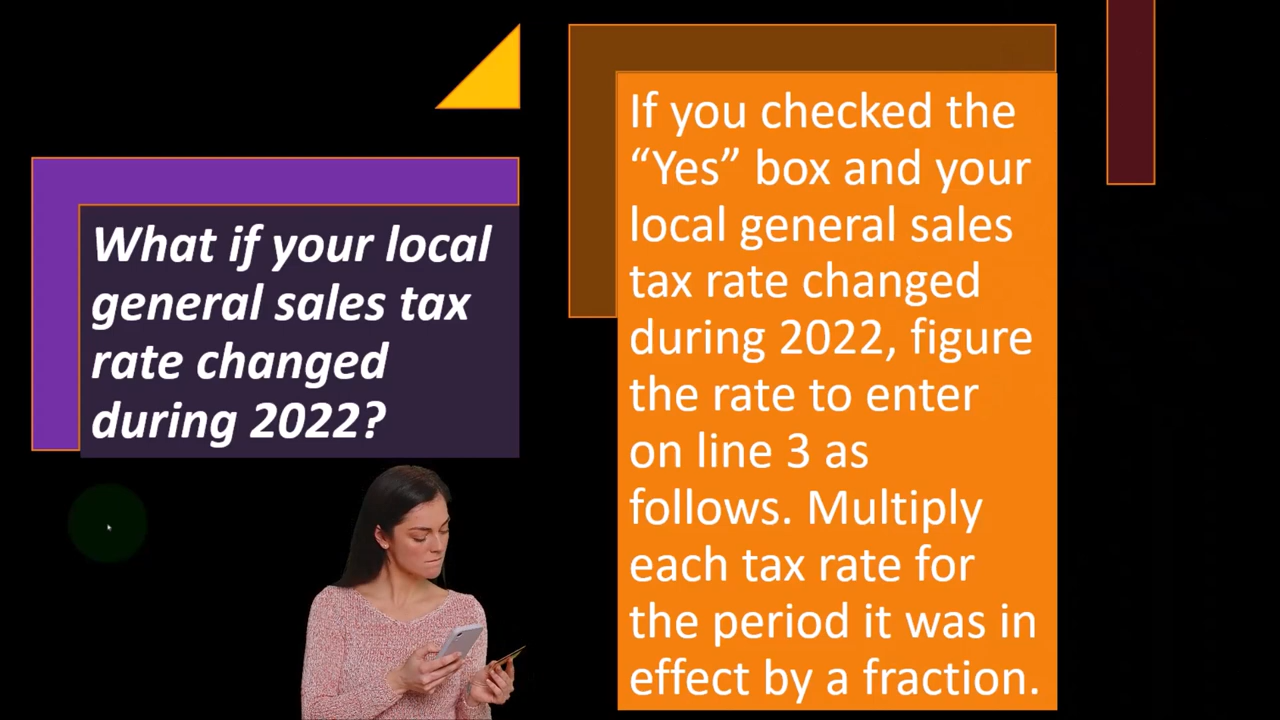 What if your local
general sales tax
rate changed
during 2022?
If you checked the
“Yes” box and your
local general sales
tax rate changed
during 2022, figure
the rate to enter
on line 3 as
follows. Multiply
each tax rate for
the period it was in
effect by a fraction.